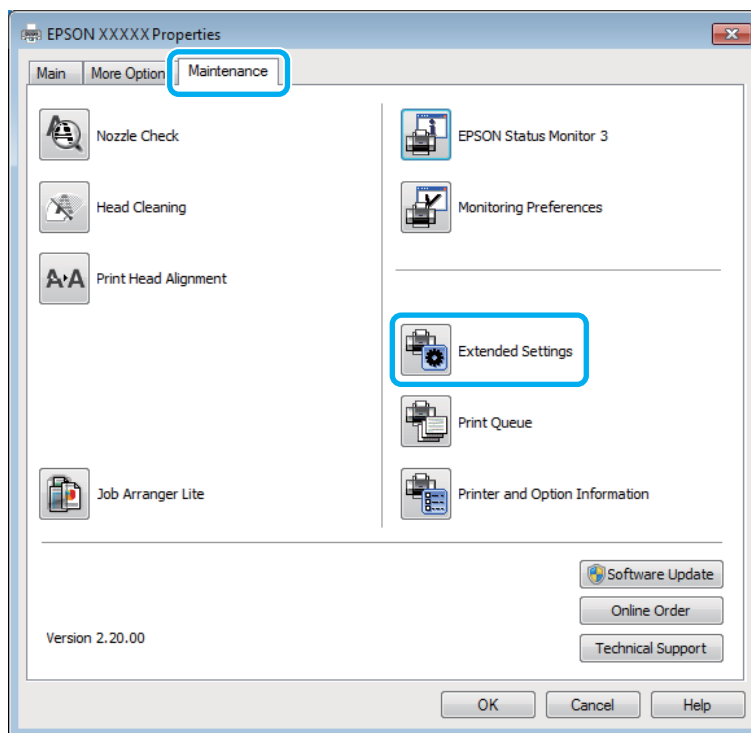 EPSON XXXXX Properties
Main More Option Maintenance
Nozzle Check
EPSON Status Monitor 3
Head Cleaning
Monitoring Preferences
A A Print Head Alignment
Extended Settings
Print Queue
Job Arranger Lite
Printer and Option Information
Software Update
Online Order
Version 2.20.00
Technical Support
OK Cancel Help